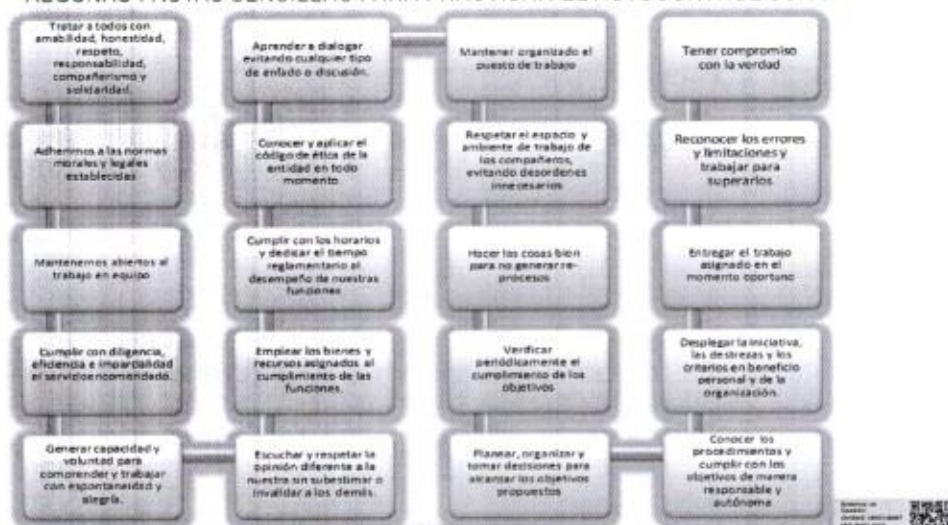 ALGUNAS PAUTAS SENCILLAS PARA PRACTICAR EL AUTOCONTROL
Tratar a todos con
amabilidad, honestidad,
respeto,
responsabilidad,
compañerismo y
solidaridad.
Adherirnos a las normas
morales y legales
establecidas
Mantenernos abiertos al
trabajo en equipo
Cumplir con diligencia,
eficiencia e imparcialidad
el servicio encomendado.
Generar capacidad y
voluntad para
comprender y trabajar
con espontaneidad y
alegría.
Escuchar y respetar la
opinión diferente a la
nuestra sin subestimar o
invalidar a los demás.
Emplear los bienes y
recursos asignados al
cumplimiento de las
funciones.
Cumplir con los horarios
y dedicar el tiempo
reglamentario al
desempeño de nuestras
funciones
Conocer y aplicar el
código de ética de la
entidad en todo
momento.
Aprender a dialogar
evitando cualquier tipo
de enfado o discusión.
Mantener organizado el
puesto de trabajo
Respetar el espacio y
ambiente de trabajo de
los compañeros,
evitando desordenes
innecesarios
Hacer las cosas bien
para no generar re-
procesos
Verificar
periódicamente el
cumplimiento de los
objetivos
Planear, organizar y
tomar decisiones para
alcanzar los objetivos
propuestos
Conocer los
procedimientos y
cumplir con los
objetivos de manera
responsable y
autónoma
Desplegar la iniciativa,
las destrezas y los
criterios en beneficio
personal y de la
organización.
Entregar el trabajo
asignado en el
momento oportuno
Reconocer los errores
y limitaciones y
trabajar para
superarlos
Tener compromiso
con la verdad